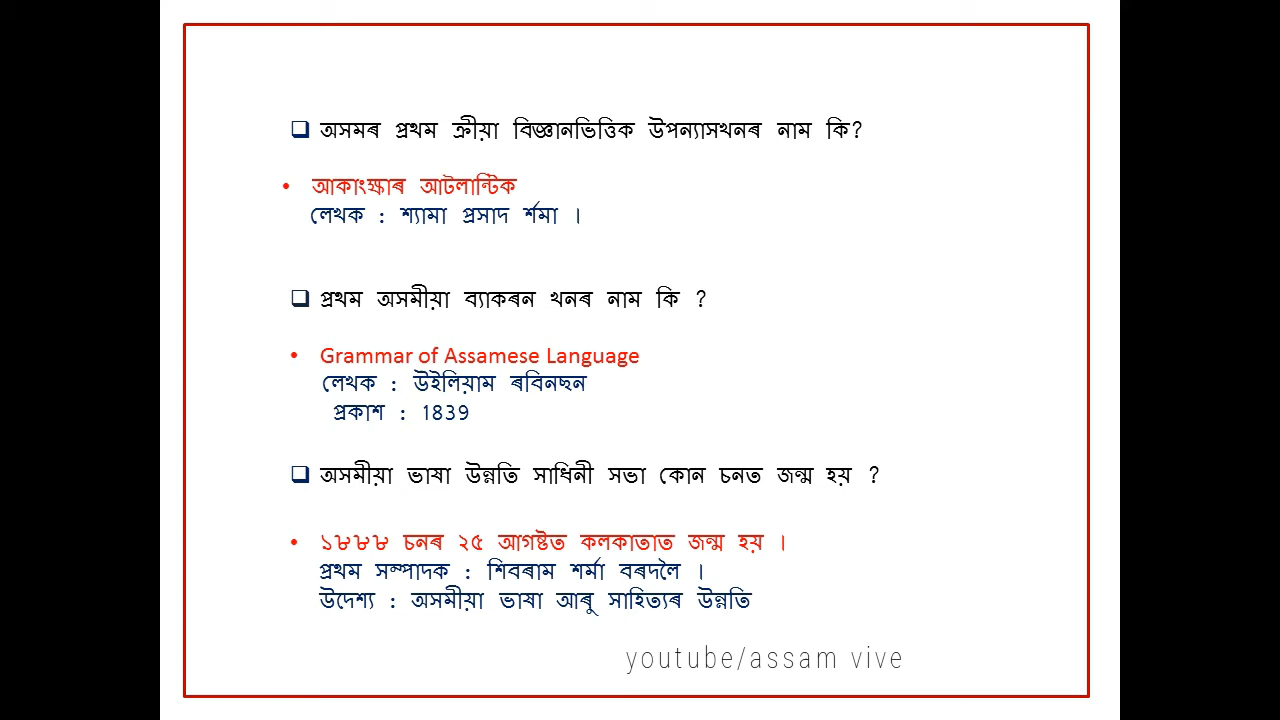 অসমৰ প্ৰথম ক্ৰীয়া বিজ্ঞানভিত্তিক উপন্যাসখনৰ নাম কি?
আকাংক্ষাৰ আটলান্টিক
লেখক : শ্যামা প্ৰসাদ ৰ্শমা ।
প্ৰথম অসমীয়া ব্যাকৰন খনৰ নাম কি ?
Grammar of Assamese Language
লেখক : উইলিয়াম ৰবিনছন
প্ৰকাশ : 1839
অসমীয়া ভাষা উন্নতি সাধিনী সভা কোন চনত জন্ম হয় ?
১৮৮৮ চনৰ ২৫ আগষ্টত কলকাতাত জন্ম হয় ।
প্ৰথম সম্পাদক : শিবৰাম শৰ্মা বৰদলৈ ।
উদেশ্য : অসমীয়া ভাষা আৰু সাহিত্যৰ উন্নতি
youtube/assam vive